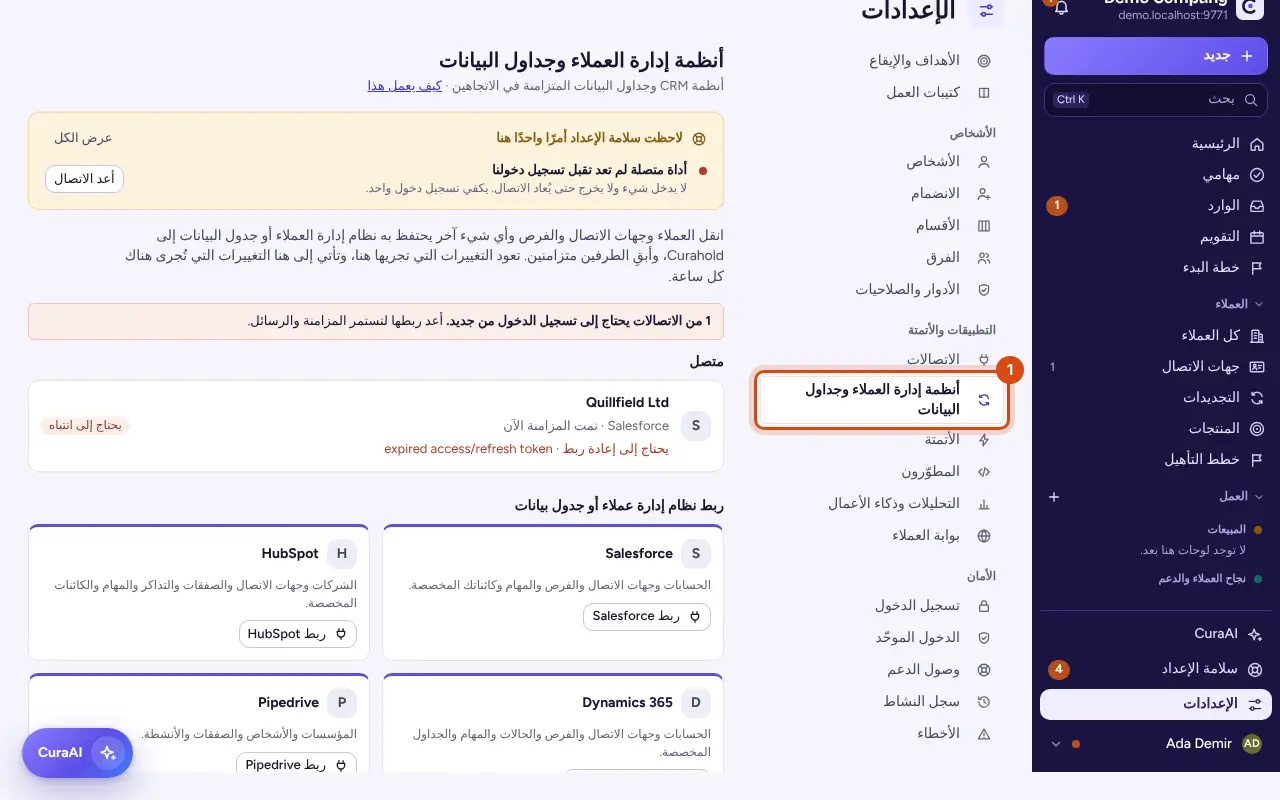 Demo Company
demo.localhost:9771
جديد
بحث
Ctrl K
الرئيسية
مهامي
الوارد
1
التقويم
خطة البدء
العملاء
كل العملاء
جهات الاتصال
1
التجديدات
المنتجات
خطط التأهيل
العمل
المبيعات
لا توجد لوحات هنا بعد.
نجاح العملاء والدعم
CuraAI
سلامة الإعداد
4
الإعدادات
Ada Demir
AD
الإعدادات
الأهداف والإيقاع
كتيبات العمل
الأشخاص
الأشخاص
الانضمام
الأقسام
الفرق
الأدوار والصلاحيات
التطبيقات والأتمتة
الاتصالات
1
أنظمة إدارة العملاء وجداول
البيانات
الأتمتة
المطوّرون
التحليلات وذكاء الأعمال
بوابة العملاء
الأمان
تسجيل الدخول
الدخول الموحّد
وصول الدعم
سجل النشاط
الأخطاء
أنظمة إدارة العملاء وجداول البيانات
أنظمة CRM وجداول البيانات المتزامنة في الاتجاهين · كيف يعمل هذا
لاحظت سلامة الإعداد أمرًا واحدًا هنا
عرض الكل
أداة متصلة لم تعد تقبل تسجيل دخولنا
لا يدخل شيء ولا يخرج حتى يُعاد الاتصال. يكفي تسجيل دخول واحد.
أعد الاتصال
انقل العملاء وجهات الاتصال والفرص وأي شيء آخر يحتفظ به نظام إدارة العملاء أو جدول البيانات إلى
Curahold، وأبقِ الطرفين متزامنين. تعود التغييرات التي تجريها هنا، وتأتي إلى هنا التغييرات التي تُجرى هناك
كل ساعة.
1 من الاتصالات يحتاج إلى تسجيل الدخول من جديد. أعد ربطها لتستمر المزامنة والرسائل.
متصل
S
Quillfield Ltd
Salesforce · تمت المزامنة الآن
يحتاج إلى إعادة ربط · expired access/refresh token
يحتاج إلى انتباه
ربط نظام إدارة عملاء أو جدول بيانات
S
Salesforce
الحسابات وجهات الاتصال والفرص والمهام وكائناتك المخصصة.
ربط Salesforce
H
HubSpot
الشركات وجهات الاتصال والصفقات والتذاكر والمهام والكائنات
المخصصة.
ربط HubSpot
D
Dynamics 365
الحسابات وجهات الاتصال والفرص والحالات والمهام والجداول
المخصصة.
P
Pipedrive
المؤسسات والأشخاص والصفقات والأنشطة.
ربط Pipedrive
CuraAI